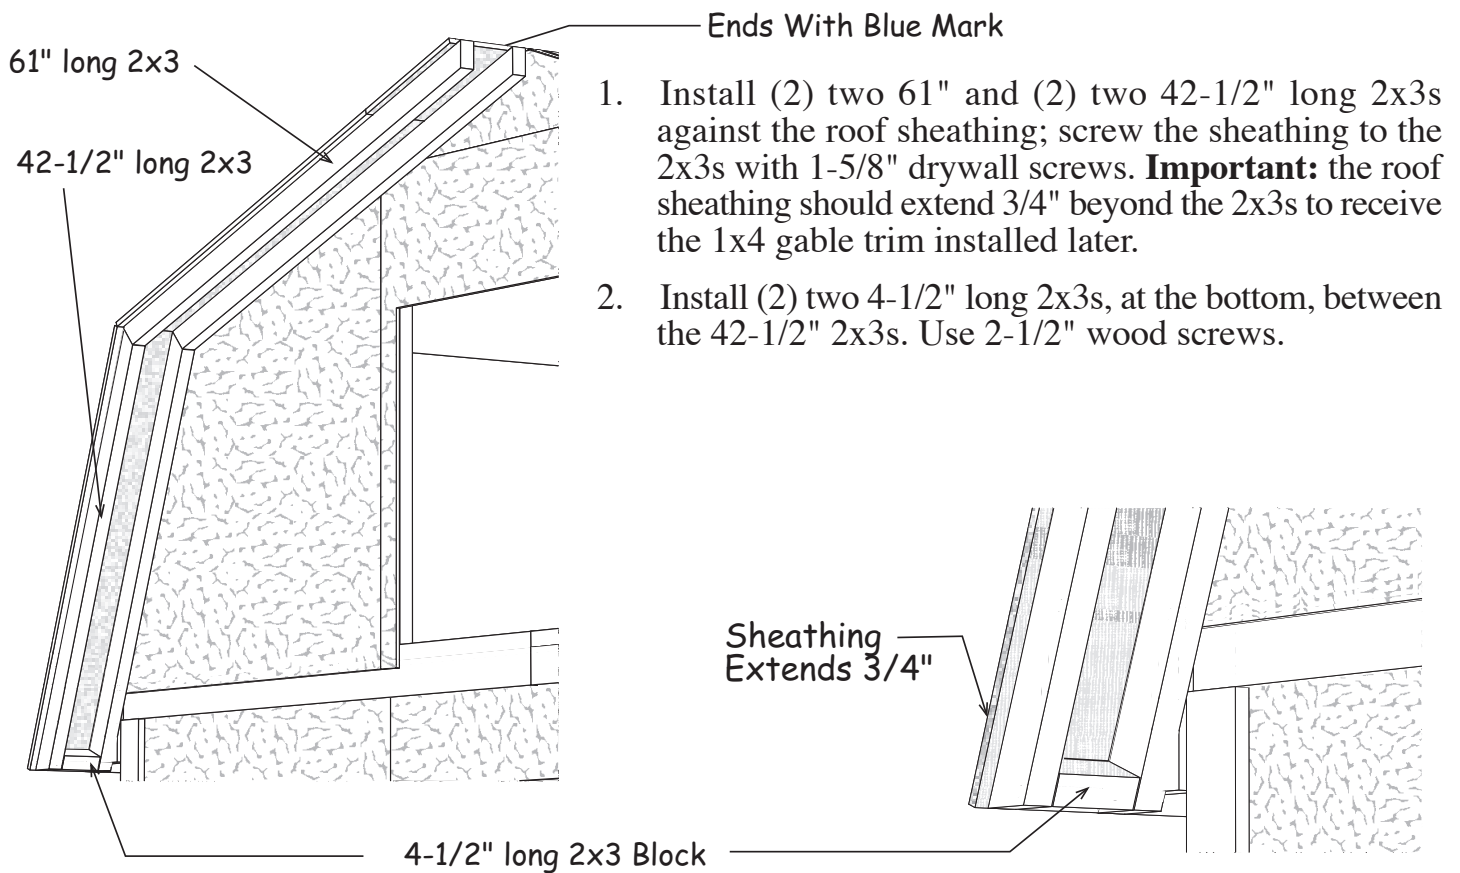 Ends With Blue Mark
61" long 2x3
42-1/2" long 2x3
1. Install (2) two 61" and (2) two 42-1/2" long 2x3s
against the roof sheathing; screw the sheathing to the
2x3s with 1-5/8" drywall screws. Important: the roof
sheathing should extend 3/4" beyond the 2x3s to receive
the 1x4 gable trim installed later.
2. Install (2) two 4-1/2" long 2x3s, at the bottom, between
the 42-1/2" 2x3s. Use 2-1/2" wood screws.
Sheathing
Extends 3/4"
4-1/2" long 2x3 Block